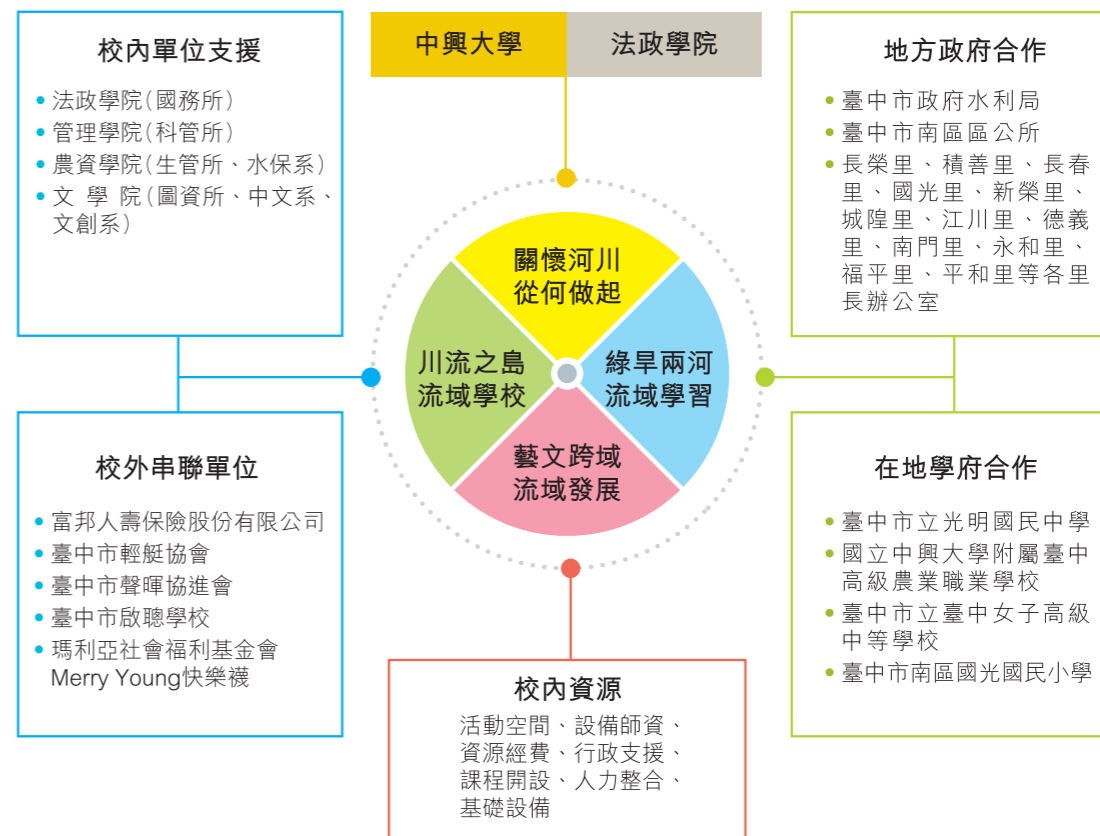 中興大學
法政學院
校內單位支援
• 法政學院(國務所)
• 管理學院(科管所)
• 農資學院(生管所、水保系)
• 文學院(圖資所、中文系、
文創系)
地方政府合作
• 臺中市政府水利局
• 臺中市南區區公所
• 長榮里、積善里、長春
里、國光里、新榮里、
城隍里、江川里、德義
里、南門里、永和里、
福平里、平和里等各里
長辦公室
關懷河川
從何做起
川流之島
流域學校
綠旱兩河
流域學習
藝文跨域
流域發展
校外串聯單位
• 富邦人壽保險股份有限公司
• 臺中市輕艇協會
• 臺中市聲暉協進會
• 臺中市啟聰學校
• 瑪利亞社會福利基金會
Merry Young快樂襪
在地學府合作
• 臺中市立光明國民中學
• 國立中興大學附屬臺中
高級農業職業學校
• 臺中市立臺中女子高級
中等學校
• 臺中市南區國光國民小學
校內資源
活動空間、設備師資、
資源經費、行政支援、
課程開設、人力整合、
基礎設備